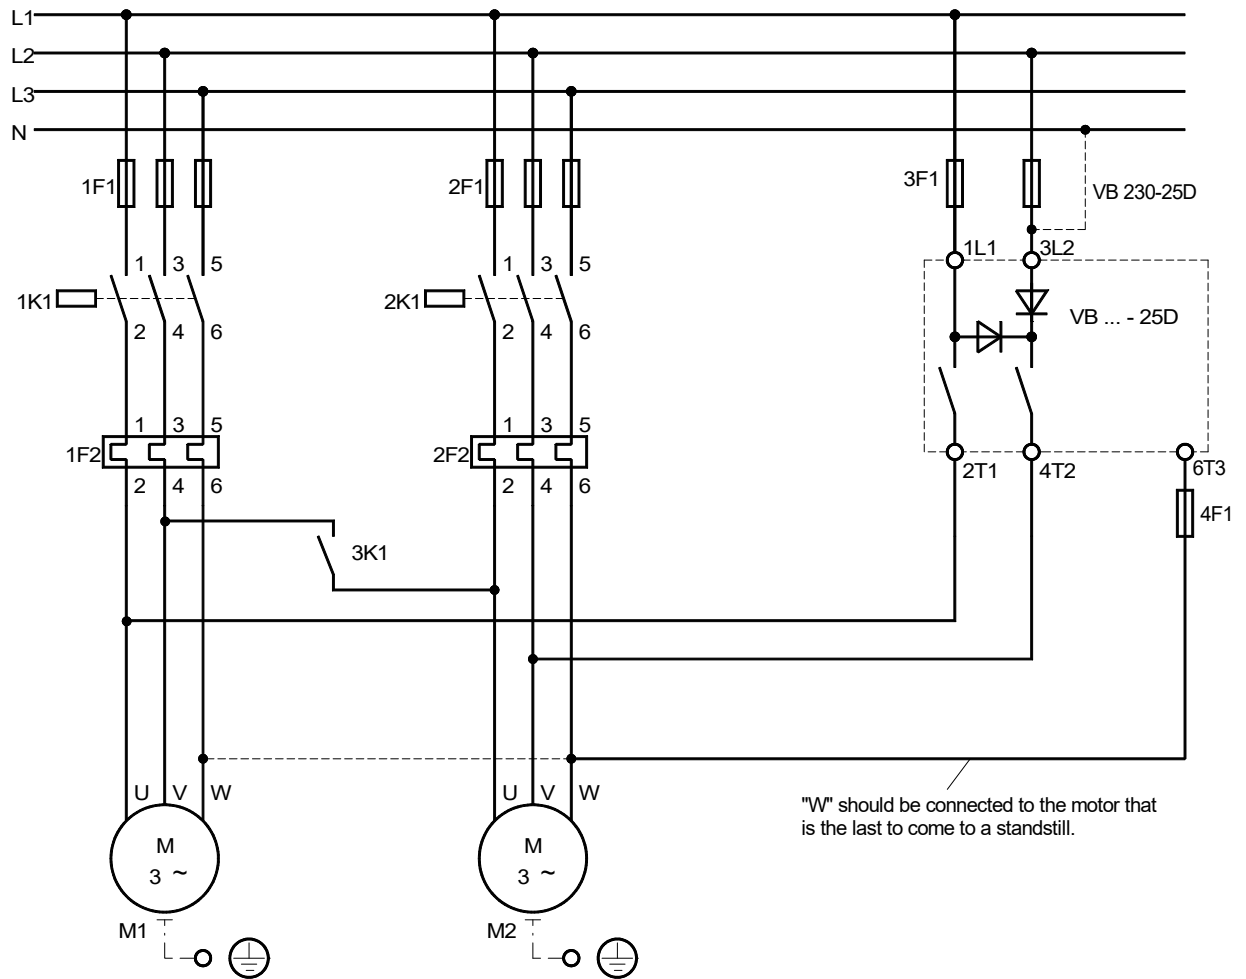 L1
L2
L3
N
1F1
2F1
3F1
VB 230-25D
1L1 3L2
1 3 5
1 3 5
1K1
2K1
VB ... - 25D
2 4 6
2 4 6
1 3 5
1 3 5
1F2
2F2
2T1 4T2 6T3
2 4 6
2 4 6
4F1
3K1
U V W
U V W
"W" should be connected to the motor that
is the last to come to a standstill.
M
3 ~
M
3 ~
M1
M2